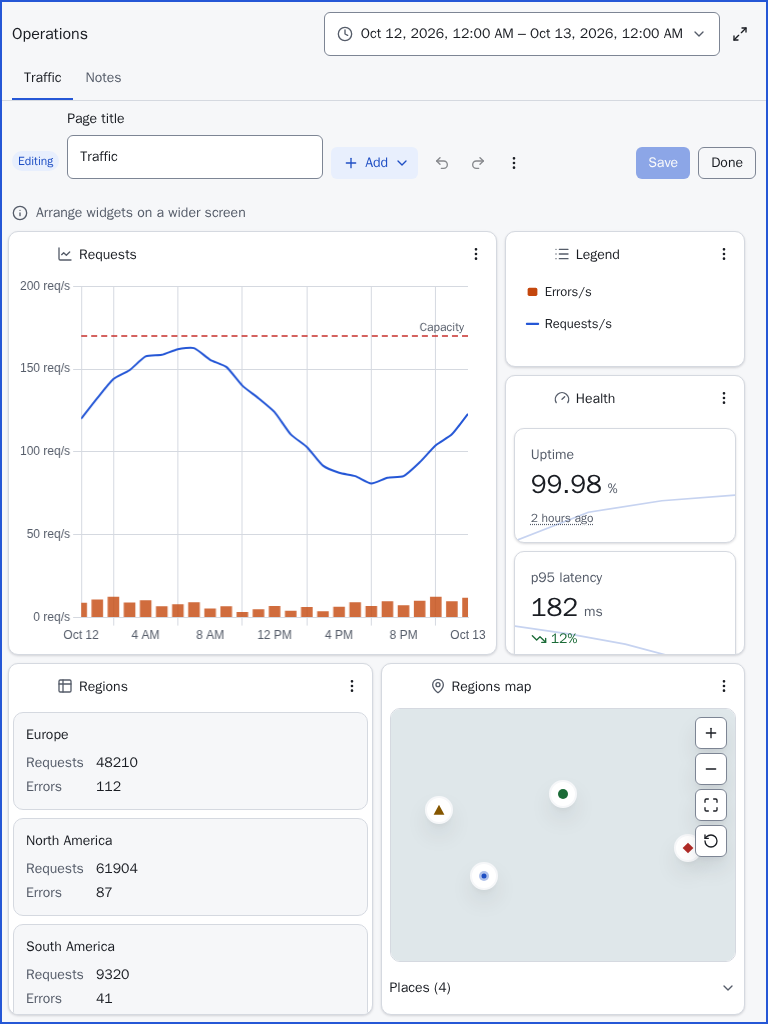 Operations
Oct 12, 2026, 12:00 AM – Oct 13, 2026, 12:00 AM
Traffic
Notes
Page title
Editing
Traffic
Add
Save
Done
Arrange widgets on a wider screen
Requests
200 req/s
150 req/s
100 req/s
50 req/s
0 req/s
Capacity
Oct 12
4 AM
8 AM
12 PM
4 PM
8 PM
Oct 13
Legend
Errors/s
Requests/s
Health
Uptime
99.98 %
2 hours ago
p95 latency
182 ms
12%
Regions
Europe
Requests 48210
Errors 112
North America
Requests 61904
Errors 87
South America
Requests 9320
Errors 41
Regions map
Places (4)